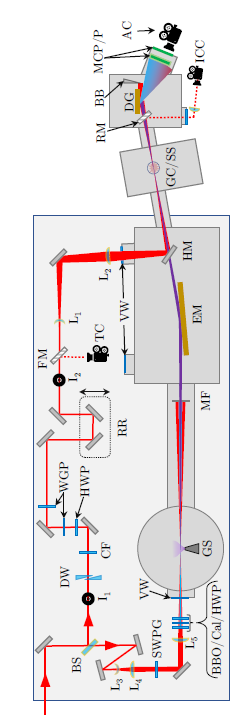 AC
MCP/P
ICC
BB
DG
RM
GC/SS
HM
L2
VW
L1
EM
FM
TC
I2
MF
RR
WGP
HWP
CF
DW
GS
I1
VW
BS
SWPG
L5
L3
L4
BBO/Cal/HWP